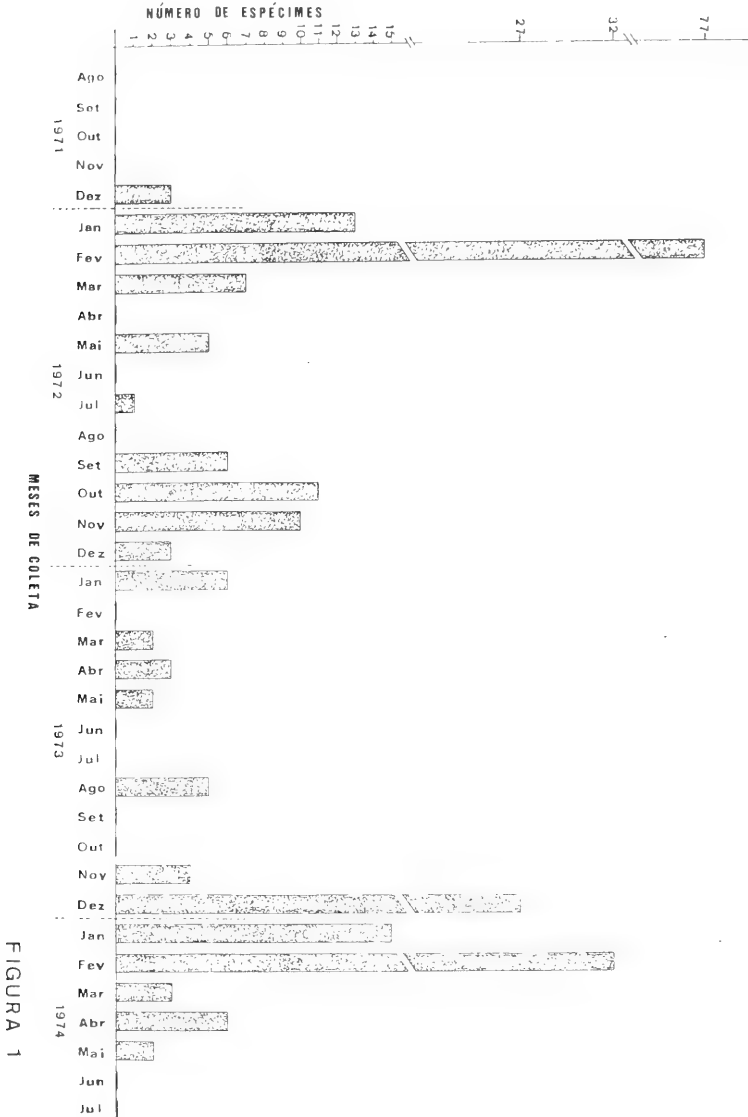 NÚMERO DE ESPÉCIMES
1 2 3 4 5 6 7 8 9 10 11 12 13 14 15 27 32 77
Ago
Set
Out
Nov
Dez
1971
Jan
Fev
Mar
Abr
Mai
Jun
Jul
Ago
Set
Out
Nov
Dez
1972
Jan
Fev
Mar
Abr
Mai
Jun
Jul
Ago
Set
Out
Nov
Dez
1973
Jan
Fev
Mar
Abr
Mai
Jun
Jul
1974
MESES DE COLETA
FIGURA 1